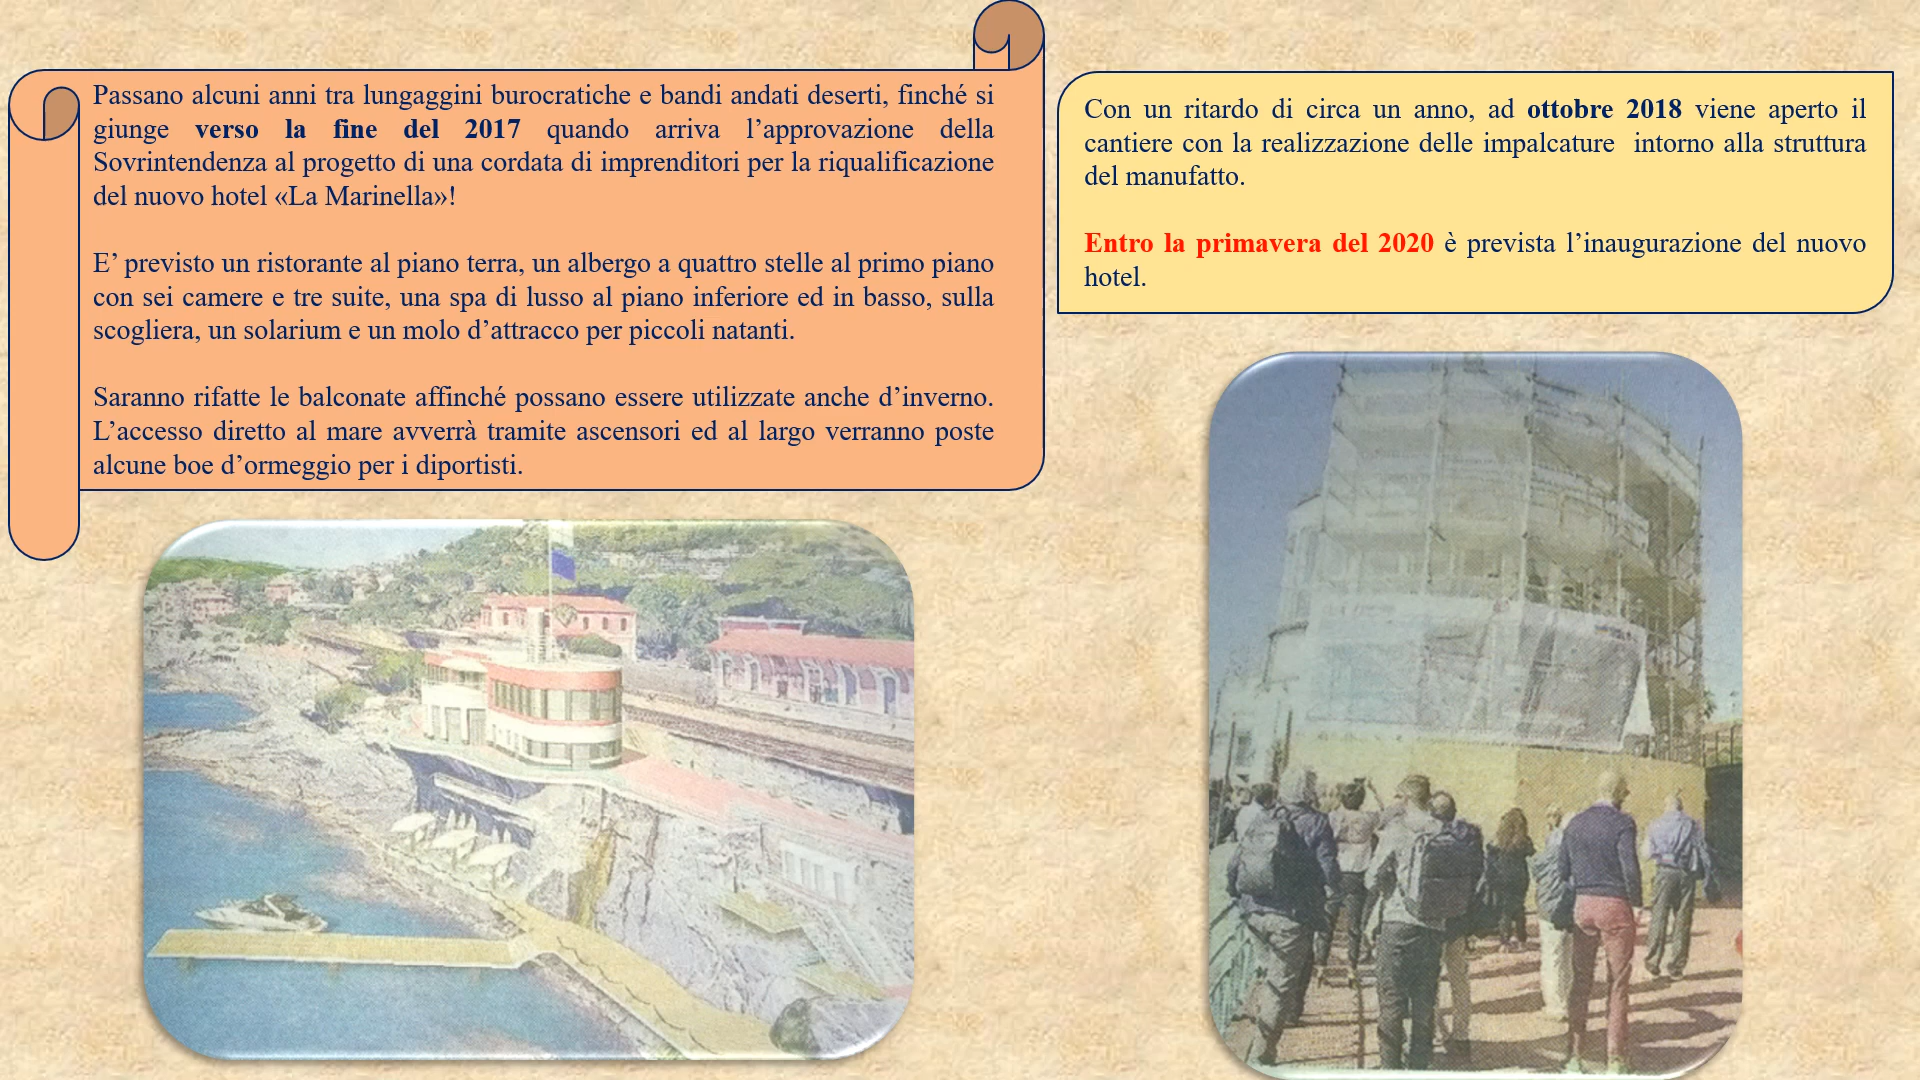 Passano alcuni anni tra lungaggini burocratiche e bandi andati deserti, finché si
giunge verso la fine del 2017 quando arriva l’approvazione della
Sovrintendenza al progetto di una cordata di imprenditori per la riqualificazione
del nuovo hotel «La Marinella»!
E’ previsto un ristorante al piano terra, un albergo a quattro stelle al primo piano
con sei camere e tre suite, una spa di lusso al piano inferiore ed in basso, sulla
scogliera, un solarium e un molo d’attracco per piccoli natanti.
Saranno rifatte le balconate affinché possano essere utilizzate anche d’inverno.
L’accesso diretto al mare avverrà tramite ascensori ed al largo verranno poste
alcune boe d’ormeggio per i diportisti.
Con un ritardo di circa un anno, ad ottobre 2018 viene aperto il
cantiere con la realizzazione delle impalcature  intorno alla struttura
del manufatto.
Entro la primavera del 2020 è prevista l’inaugurazione del nuovo
hotel.